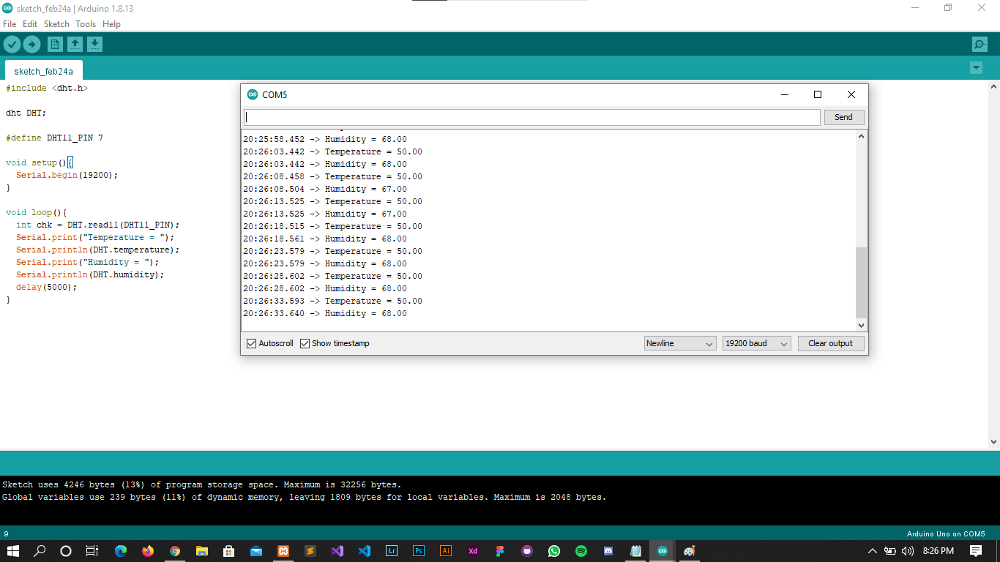 sketch_feb24a | Arduino 1.8.13
File Edit Sketch Tools Help
sketch_feb24a
#include <dht.h>
dht DHT;
#define DHT11_PIN 7
void setup(){
Serial.begin(19200);
}
void loop(){
int chk = DHT.read11(DHT11_PIN);
Serial.print("Temperature = ");
Serial.println(DHT.temperature);
Serial.print("Humidity = ");
Serial.println(DHT.humidity);
delay(5000);
}
COM5
Send
20:25:58.452 -> Humidity = 68.00
20:26:03.442 -> Temperature = 50.00
20:26:03.442 -> Humidity = 68.00
20:26:08.458 -> Temperature = 50.00
20:26:08.504 -> Humidity = 67.00
20:26:13.525 -> Temperature = 50.00
20:26:13.525 -> Humidity = 67.00
20:26:18.515 -> Temperature = 50.00
20:26:18.561 -> Humidity = 68.00
20:26:23.579 -> Temperature = 50.00
20:26:23.579 -> Humidity = 68.00
20:26:28.602 -> Temperature = 50.00
20:26:28.602 -> Humidity = 68.00
20:26:33.593 -> Temperature = 50.00
20:26:33.640 -> Humidity = 68.00
Autoscroll Show timestamp Newline 19200 baud Clear output
Sketch uses 4246 bytes (13%) of program storage space. Maximum is 32256 bytes.
Global variables use 239 bytes (11%) of dynamic memory, leaving 1809 bytes for local variables. Maximum is 2048 bytes.
9 Arduino Uno on COM5
Lr Ps Ai Xd 8:26 PM